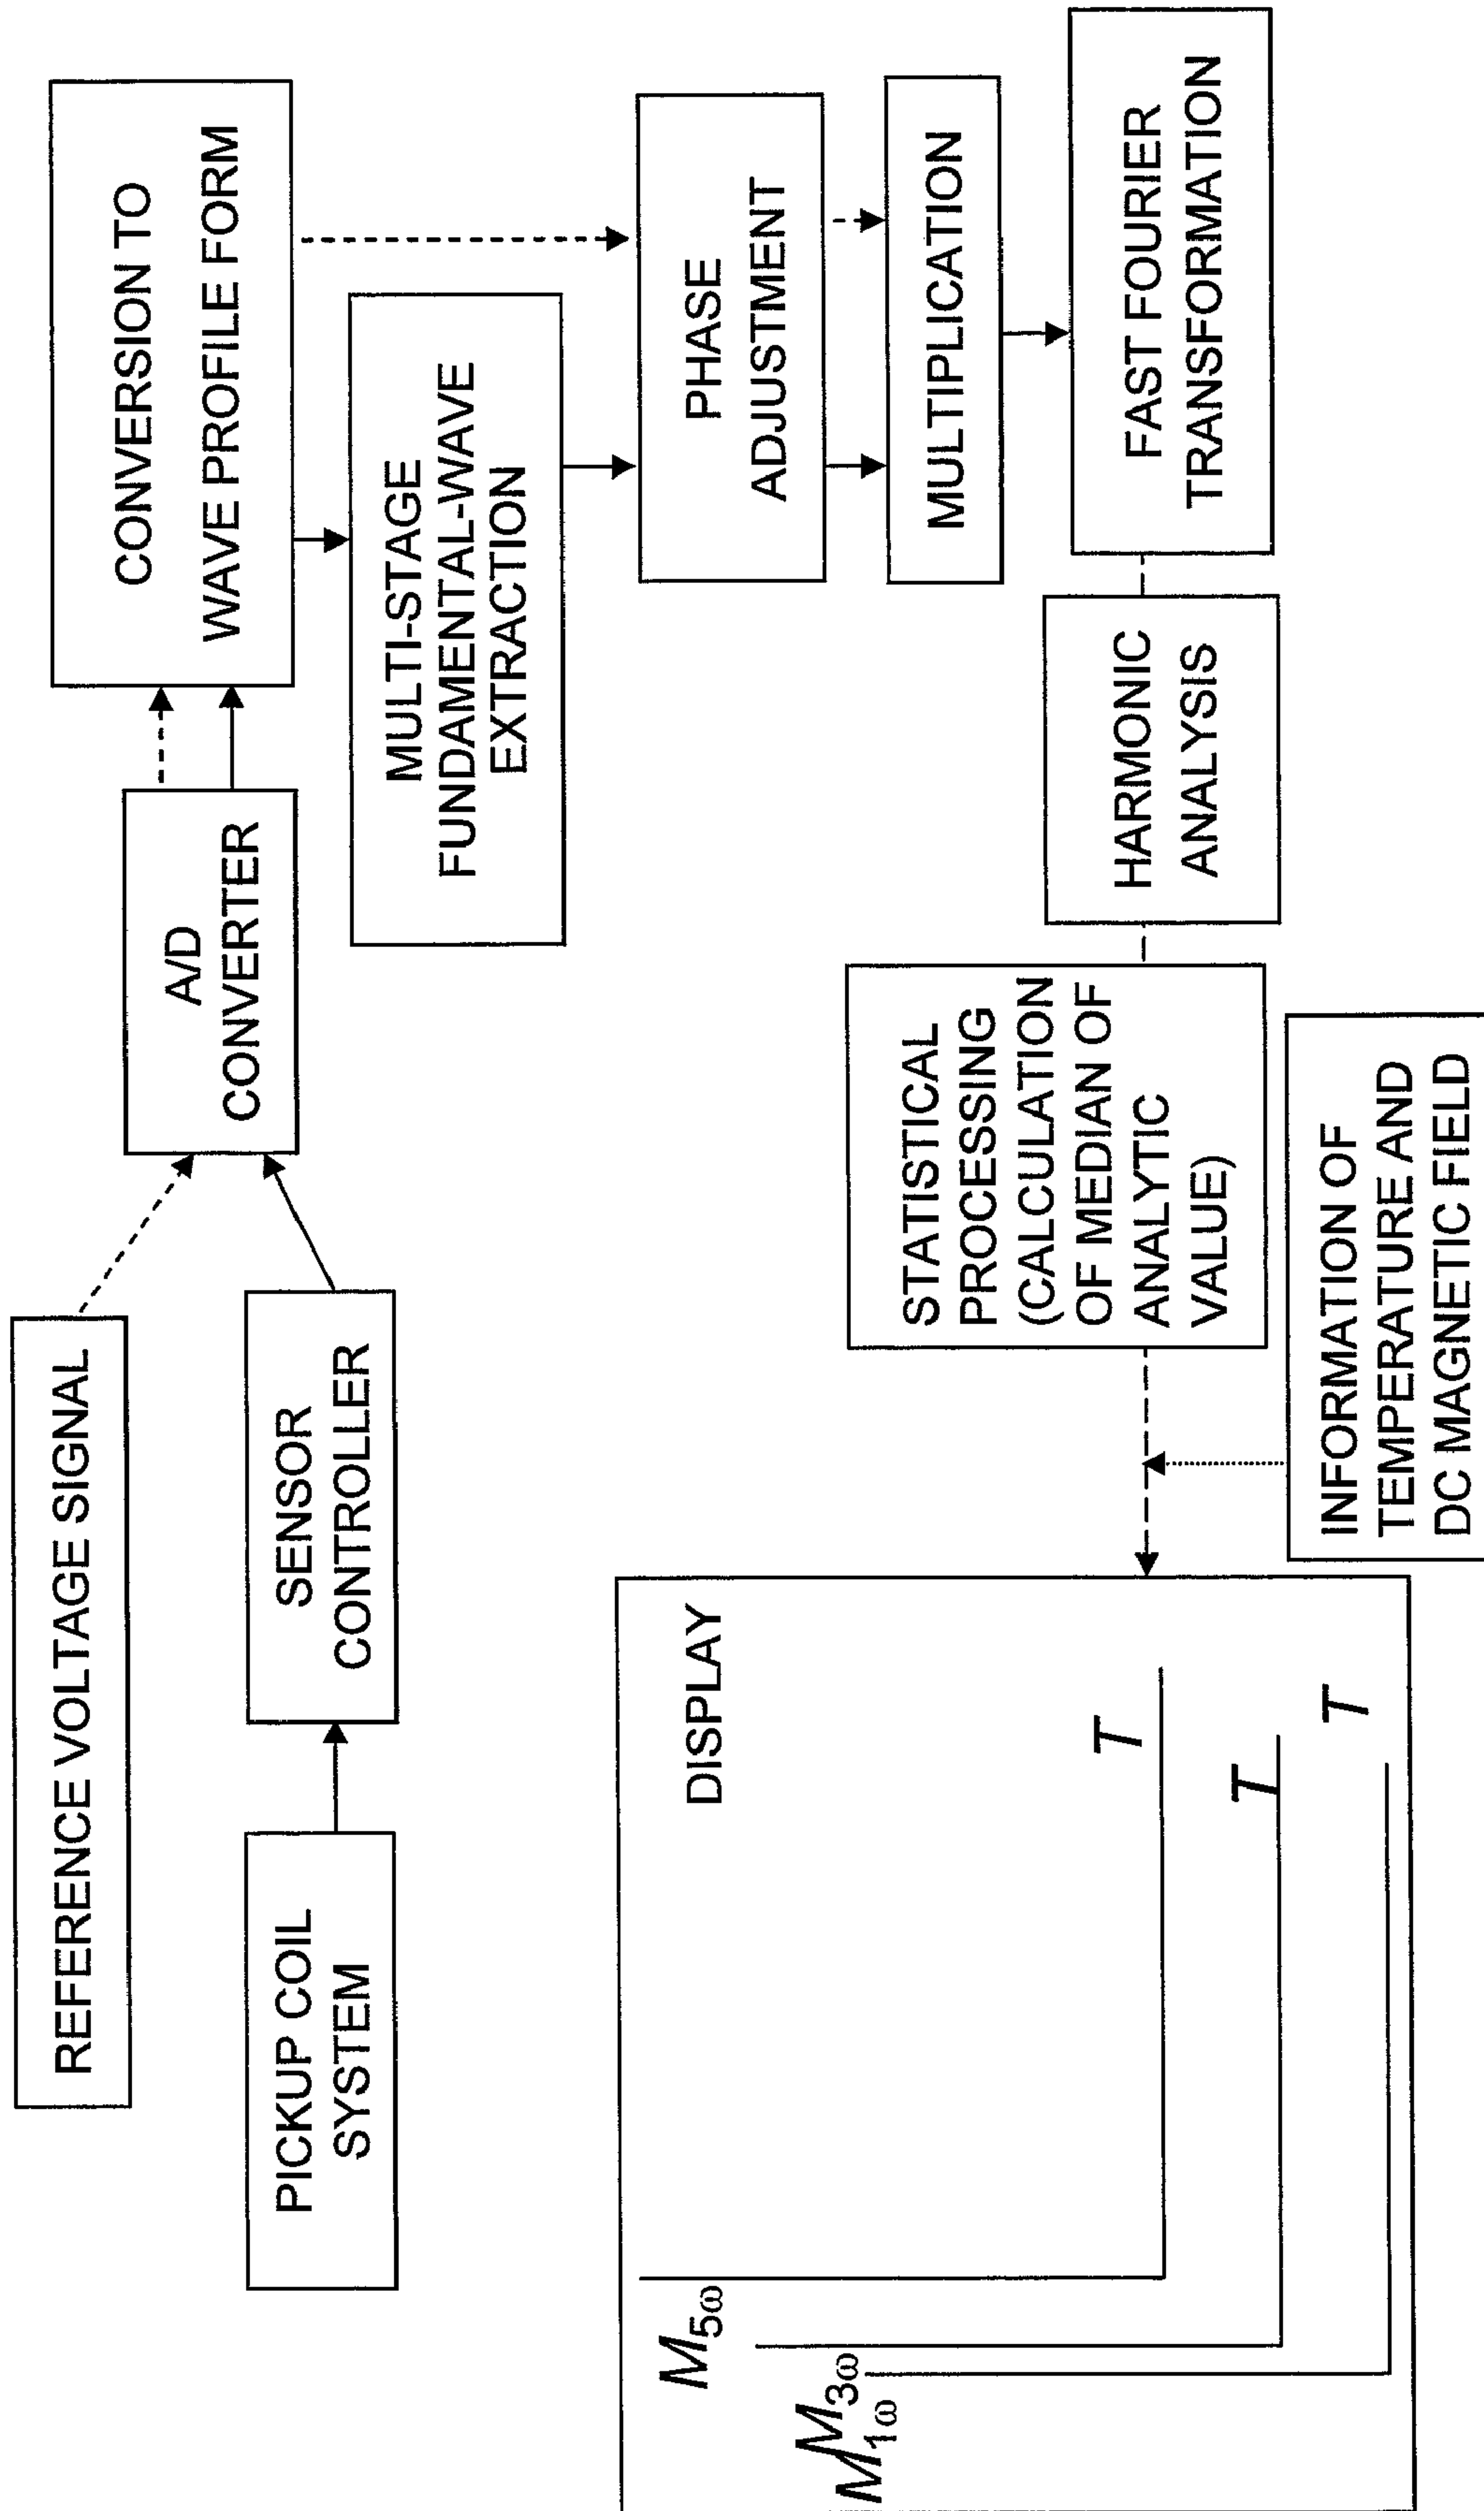 REFERENCE VOLTAGE SIGNAL
PICKUP COIL
SYSTEM
SENSOR
CONTROLLER
A/D
CONVERTER
CONVERSION TO
WAVE PROFILE FORM
MULTI-STAGE
FUNDAMENTAL-WAVE
EXTRACTION
PHASE
ADJUSTMENT
MULTIPLICATION
FAST FOURIER
TRANSFORMATION
HARMONIC
ANALYSIS
STATISTICAL
PROCESSING
(CALCULATION
OF MEDIAN OF
ANALYTIC
VALUE)
INFORMATION OF
TEMPERATURE AND
DC MAGNETIC FIELD
DISPLAY
M5ω
T
M3ω
T
M1ω
T